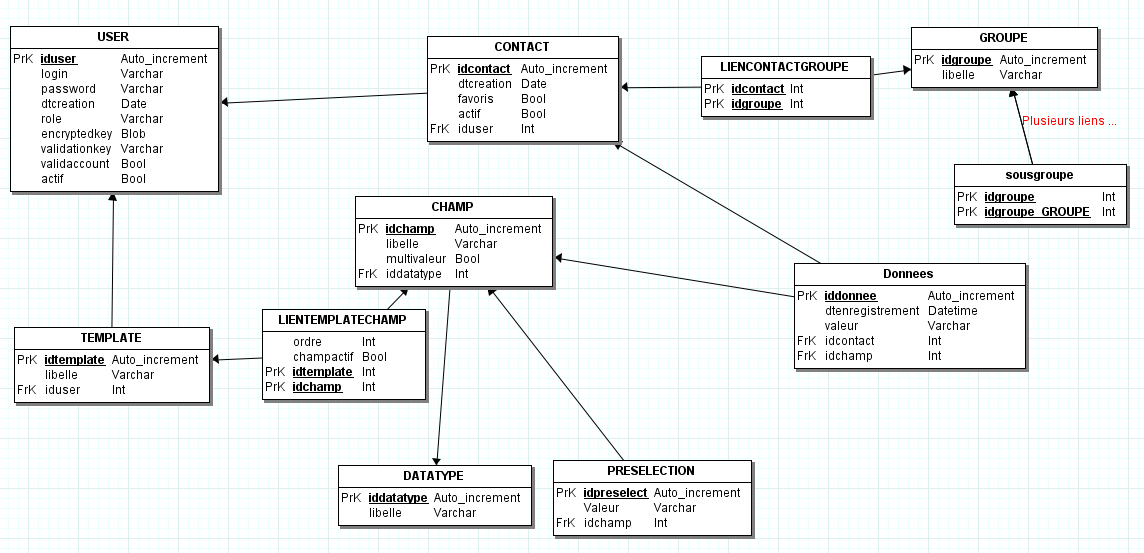 USER
PrK iduser Auto_increment
login Varchar
password Varchar
dtcreation Date
role Varchar
encryptedkey Blob
validationkey Varchar
validaccount Bool
actif Bool
CONTACT
PrK idcontact Auto_increment
dtcreation Date
favoris Bool
actif Bool
FrK iduser Int
LIENCONTACTGROUPE
PrK idcontact Int
PrK idgroupe Int
GROUPE
PrK idgroupe Auto_increment
libelle Varchar
Plusieurs liens ...
sousgroupe
PrK idgroupe Int
PrK idgroupe_GROUPE Int
CHAMP
PrK idchamp Auto_increment
libelle Varchar
multivaleur Bool
FrK iddatatype Int
Donnees
PrK iddonnee Auto_increment
dtenregistrement Datetime
valeur Varchar
FrK idcontact Int
FrK idchamp Int
TEMPLATE
PrK idtemplate Auto_increment
libelle Varchar
FrK iduser Int
LIENTEMPLATECHAMP
ordre Int
champactif Bool
PrK idtemplate Int
PrK idchamp Int
DATATYPE
PrK iddatatype Auto_increment
libelle Varchar
PRESELECTION
PrK idpreselect Auto_increment
Valeur Varchar
FrK idchamp Int